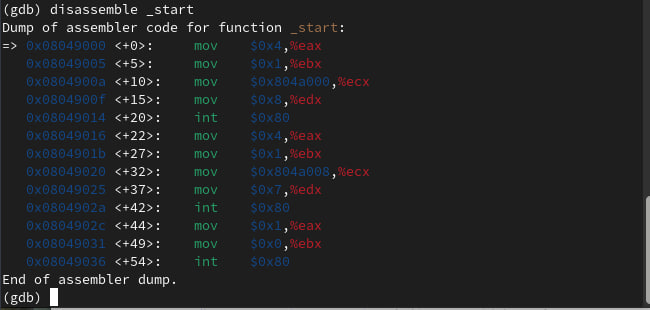 (gdb) disassemble _start
Dump of assembler code for function _start:
=> 0x08049000 <+0>:     mov    $0x4,%eax
   0x08049005 <+5>:     mov    $0x1,%ebx
   0x0804900a <+10>:    mov    $0x804a000,%ecx
   0x0804900f <+15>:    mov    $0x8,%edx
   0x08049014 <+20>:    int    $0x80
   0x08049016 <+22>:    mov    $0x4,%eax
   0x0804901b <+27>:    mov    $0x1,%ebx
   0x08049020 <+32>:    mov    $0x804a008,%ecx
   0x08049025 <+37>:    mov    $0x7,%edx
   0x0804902a <+42>:    int    $0x80
   0x0804902c <+44>:    mov    $0x1,%eax
   0x08049031 <+49>:    mov    $0x0,%ebx
   0x08049036 <+54>:    int    $0x80
End of assembler dump.
(gdb)